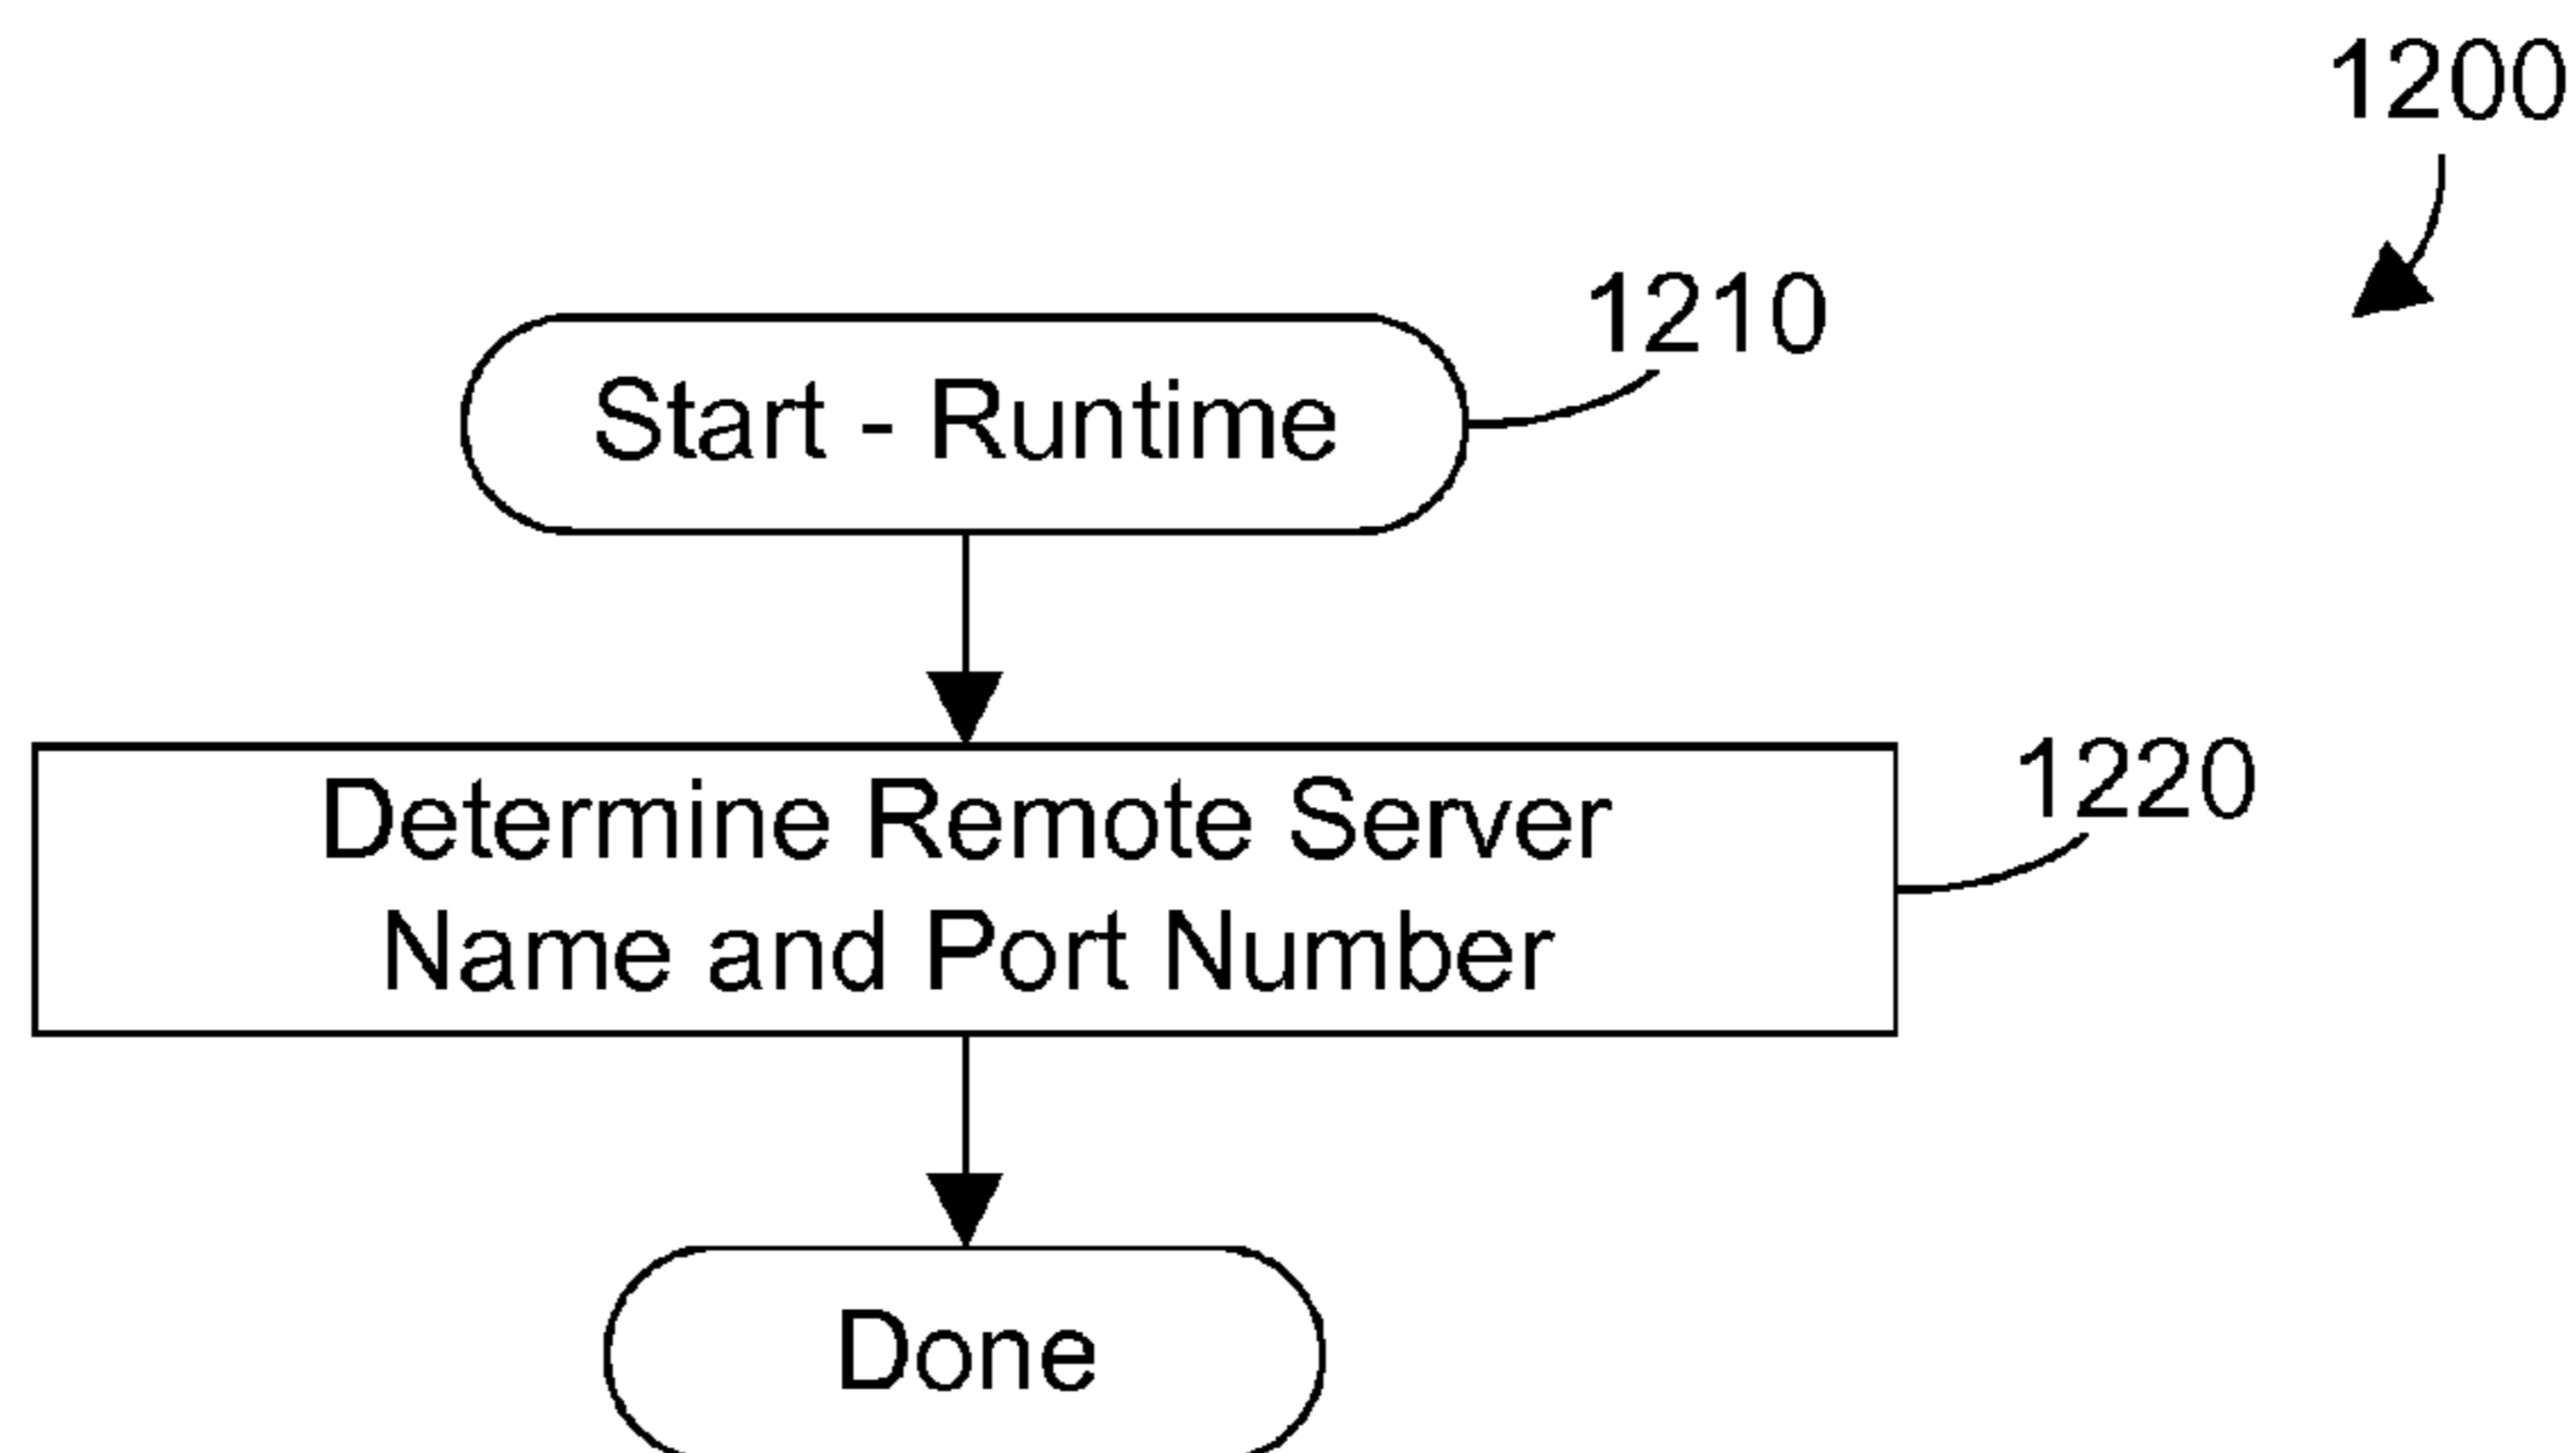 1200
1210
Start - Runtime
1220
Determine Remote Server
Name and Port Number
Done